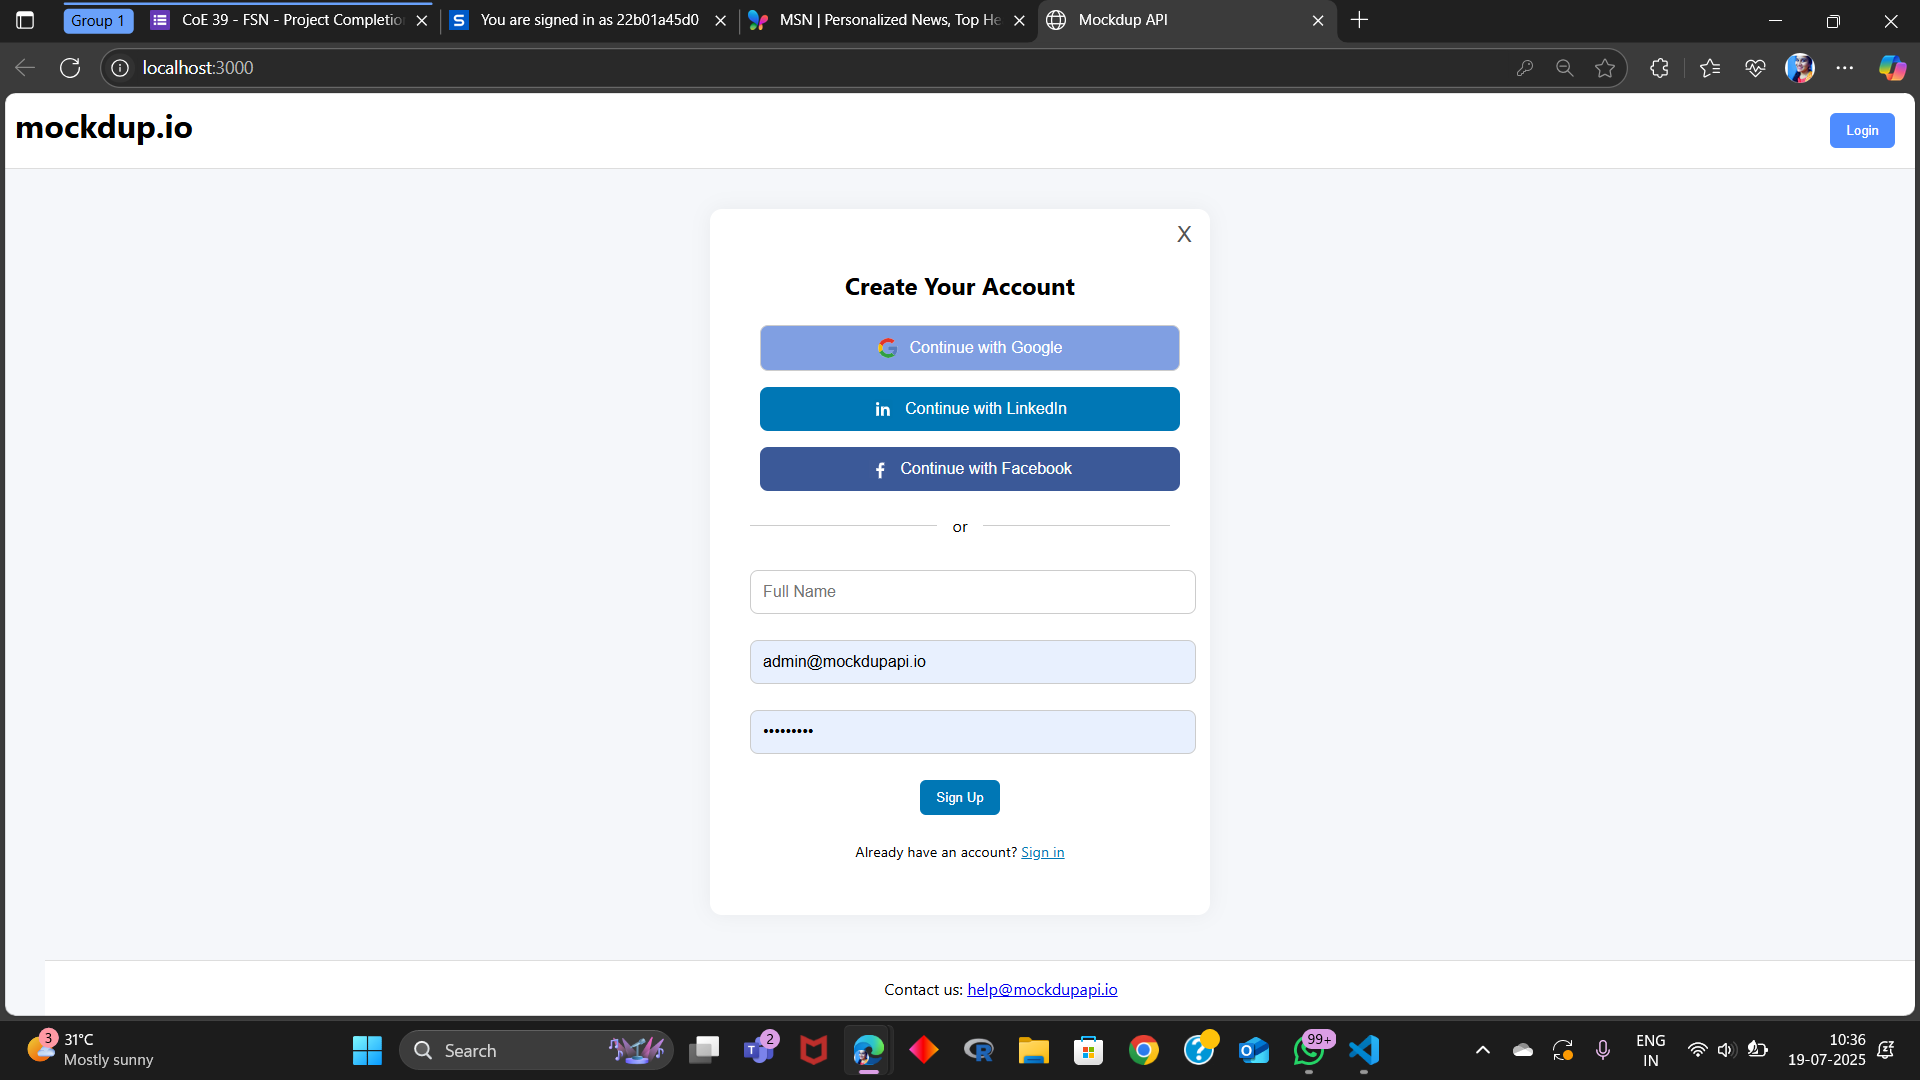 Group 1
CoE 39 - FSN - Project Completio
You are signed in as 22b01a45d0
MSN | Personalized News, Top He
Mockdup API
localhost:3000
mockdup.io
Login
X
Create Your Account
Continue with Google
in Continue with LinkedIn
f Continue with Facebook
or
Full Name
admin@mockdupapi.io
•••••••••
Sign Up
Already have an account? Sign in
Contact us: help@mockdupapi.io
3
31°C
Mostly sunny
Search
2
99+
ENG
IN
10:36
19-07-2025